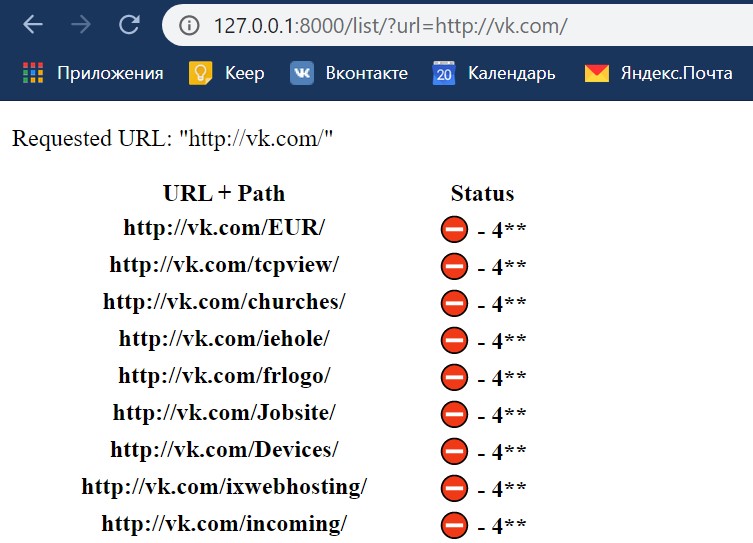 127.0.0.1:8000/list/?url=http://vk.com/
Приложения Keep Вконтакте 20 Календарь Яндекс.Почта
Requested URL: "http://vk.com/"
URL + Path Status
http://vk.com/EUR/ - 4**
http://vk.com/tcpview/ - 4**
http://vk.com/churches/ - 4**
http://vk.com/iehole/ - 4**
http://vk.com/frlogo/ - 4**
http://vk.com/Jobsite/ - 4**
http://vk.com/Devices/ - 4**
http://vk.com/ixwebhosting/ - 4**
http://vk.com/incoming/ - 4**